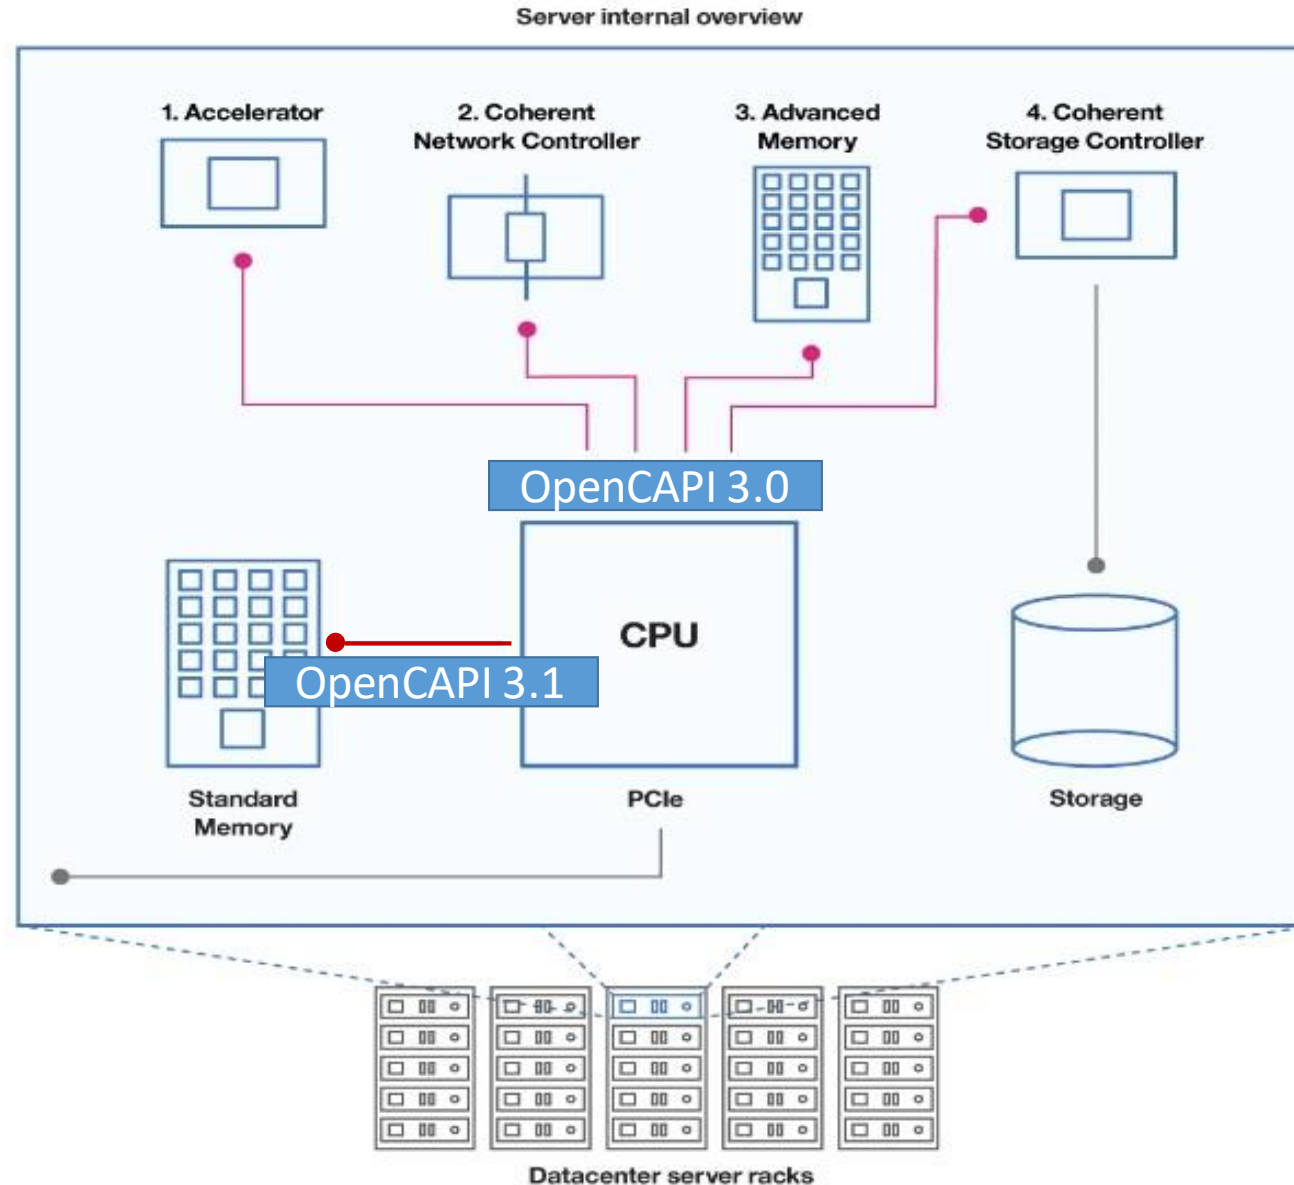 Server internal overview
1. Accelerator
2. Coherent
Network Controller
3. Advanced
Memory
4. Coherent
Storage Controller
OpenCAPI 3.0
CPU
OpenCAPI 3.1
Standard
Memory
PCIe
Storage
Datacenter server racks